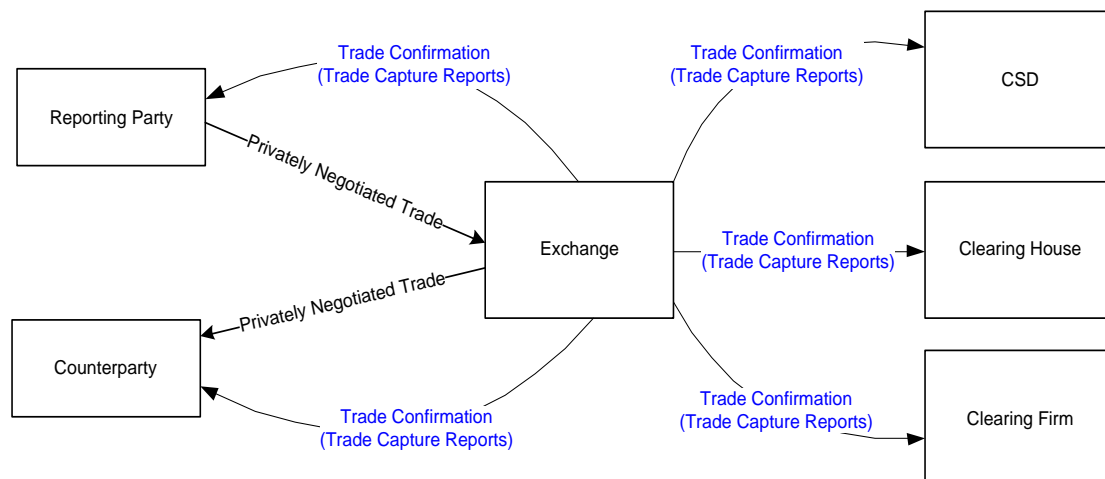 Trade Confirmation
(Trade Capture Reports)
Trade Confirmation
(Trade Capture Reports)
CSD
Reporting Party
Privately Negotiated Trade
Exchange
Trade Confirmation
(Trade Capture Reports)
Clearing House
Privately Negotiated Trade
Counterparty
Trade Confirmation
(Trade Capture Reports)
Trade Confirmation
(Trade Capture Reports)
Clearing Firm